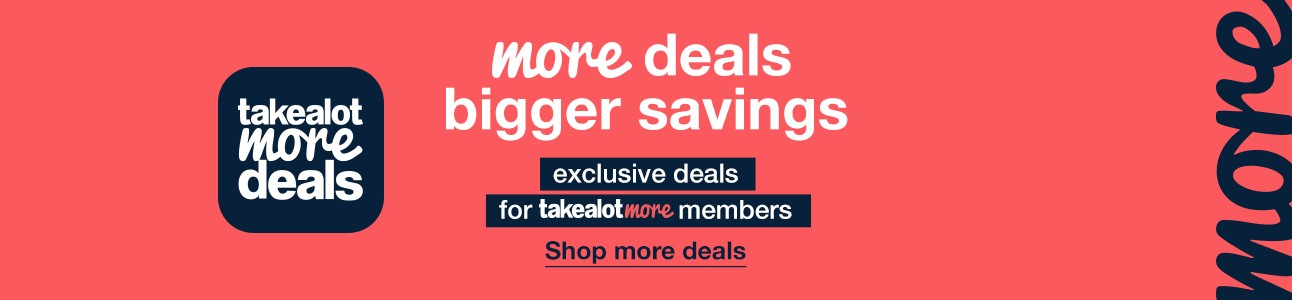 takealot
more
deals
more deals
bigger savings
exclusive deals
for takealotmore members
Shop more deals
more